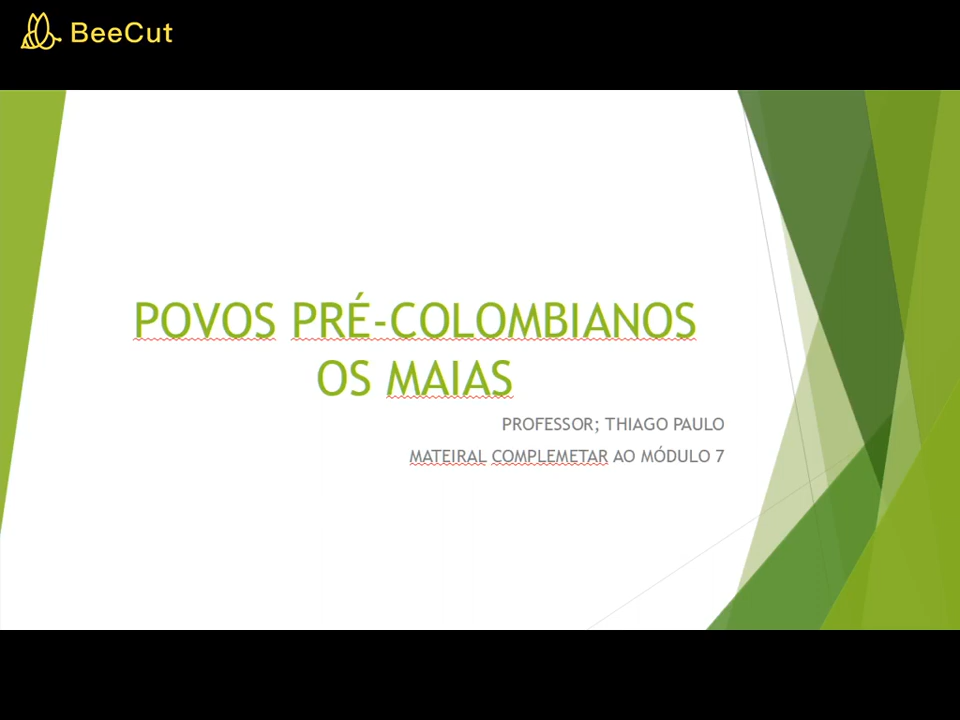 BeeCut
POVOS PRÉ-COLOMBIANOS
OS MAIAS
PROFESSOR; THIAGO PAULO
MATEIRAL COMPLEMETAR AO MÓDULO 7